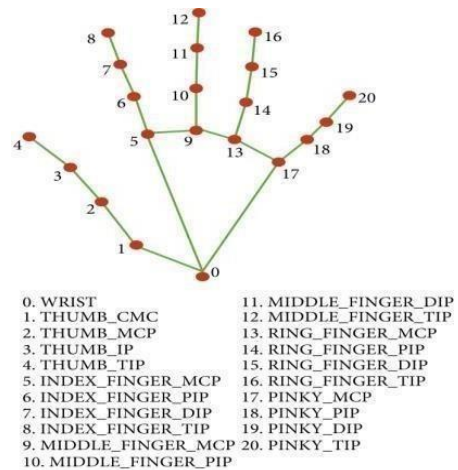 12
8
16
11
7
15
20
6
10
14
19
4
5
9
13
18
3
17
2
1
0
0. WRIST
1. THUMB_CMC
2. THUMB_MCP
3. THUMB_IP
4. THUMB_TIP
5. INDEX_FINGER_MCP
6. INDEX_FINGER_PIP
7. INDEX_FINGER_DIP
8. INDEX_FINGER_TIP
9. MIDDLE_FINGER_MCP
10. MIDDLE_FINGER_PIP
11. MIDDLE_FINGER_DIP
12. MIDDLE_FINGER_TIP
13. RING_FINGER_MCP
14. RING_FINGER_PIP
15. RING_FINGER_DIP
16. RING_FINGER_TIP
17. PINKY_MCP
18. PINKY_PIP
19. PINKY_DIP
20. PINKY_TIP